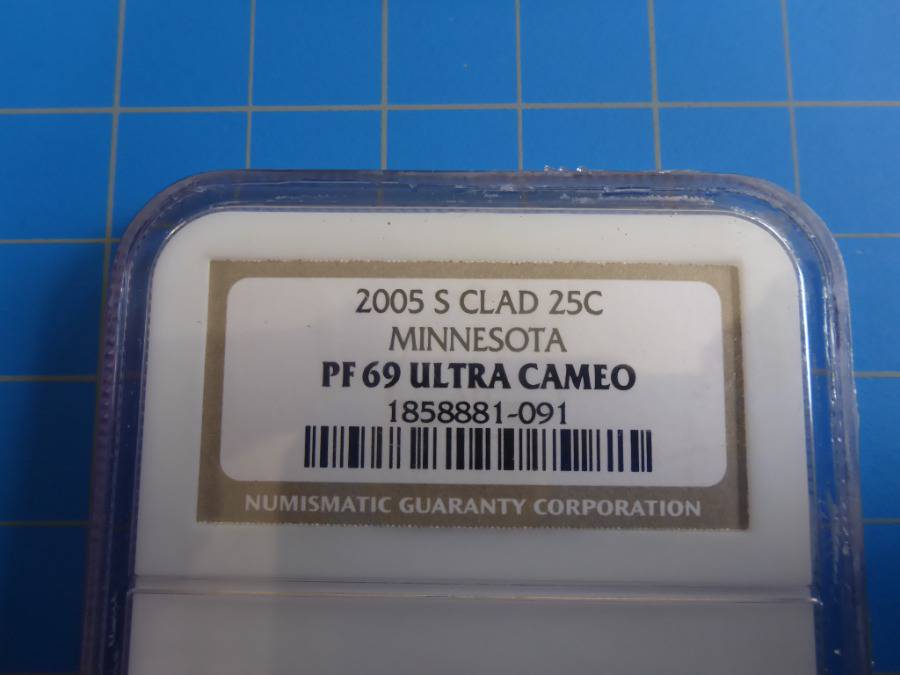 2005 S CLAD 25C
MINNESOTA
PF 69 ULTRA CAMEO
1858881-091
NUMISMATIC GUARANTY CORPORATION